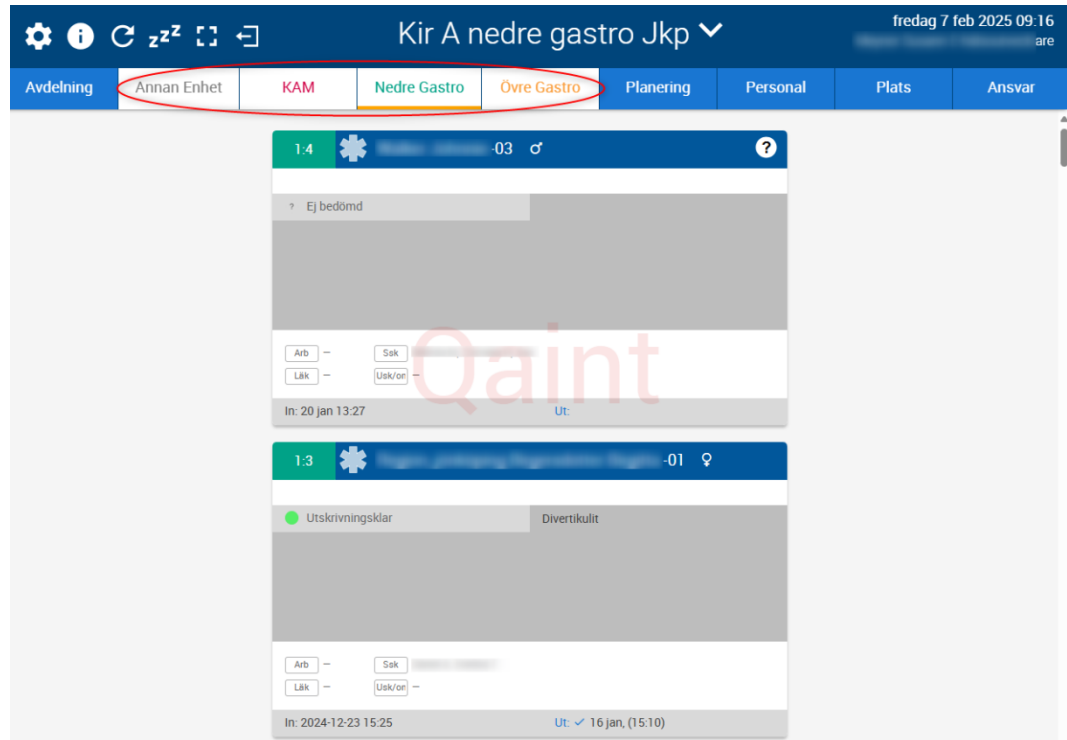 zzz Kir A nedre gastro Jkp fredag 7 feb 2025 09:16
are
Avdelning Annan Enhet KAM Nedre Gastro Övre Gastro Planering Personal Plats Ansvar
1:4 -03 ♂ ?
? Ej bedömd
Qaint
Arb – Ssk
Läk – Usk/on –
In: 20 jan 13:27 Ut:
1:3 -01 ♀
Utskrivningsklar Divertikulit
Arb – Ssk
Läk – Usk/on –
In: 2024-12-23 15:25 Ut: ✓ 16 jan, (15:10)